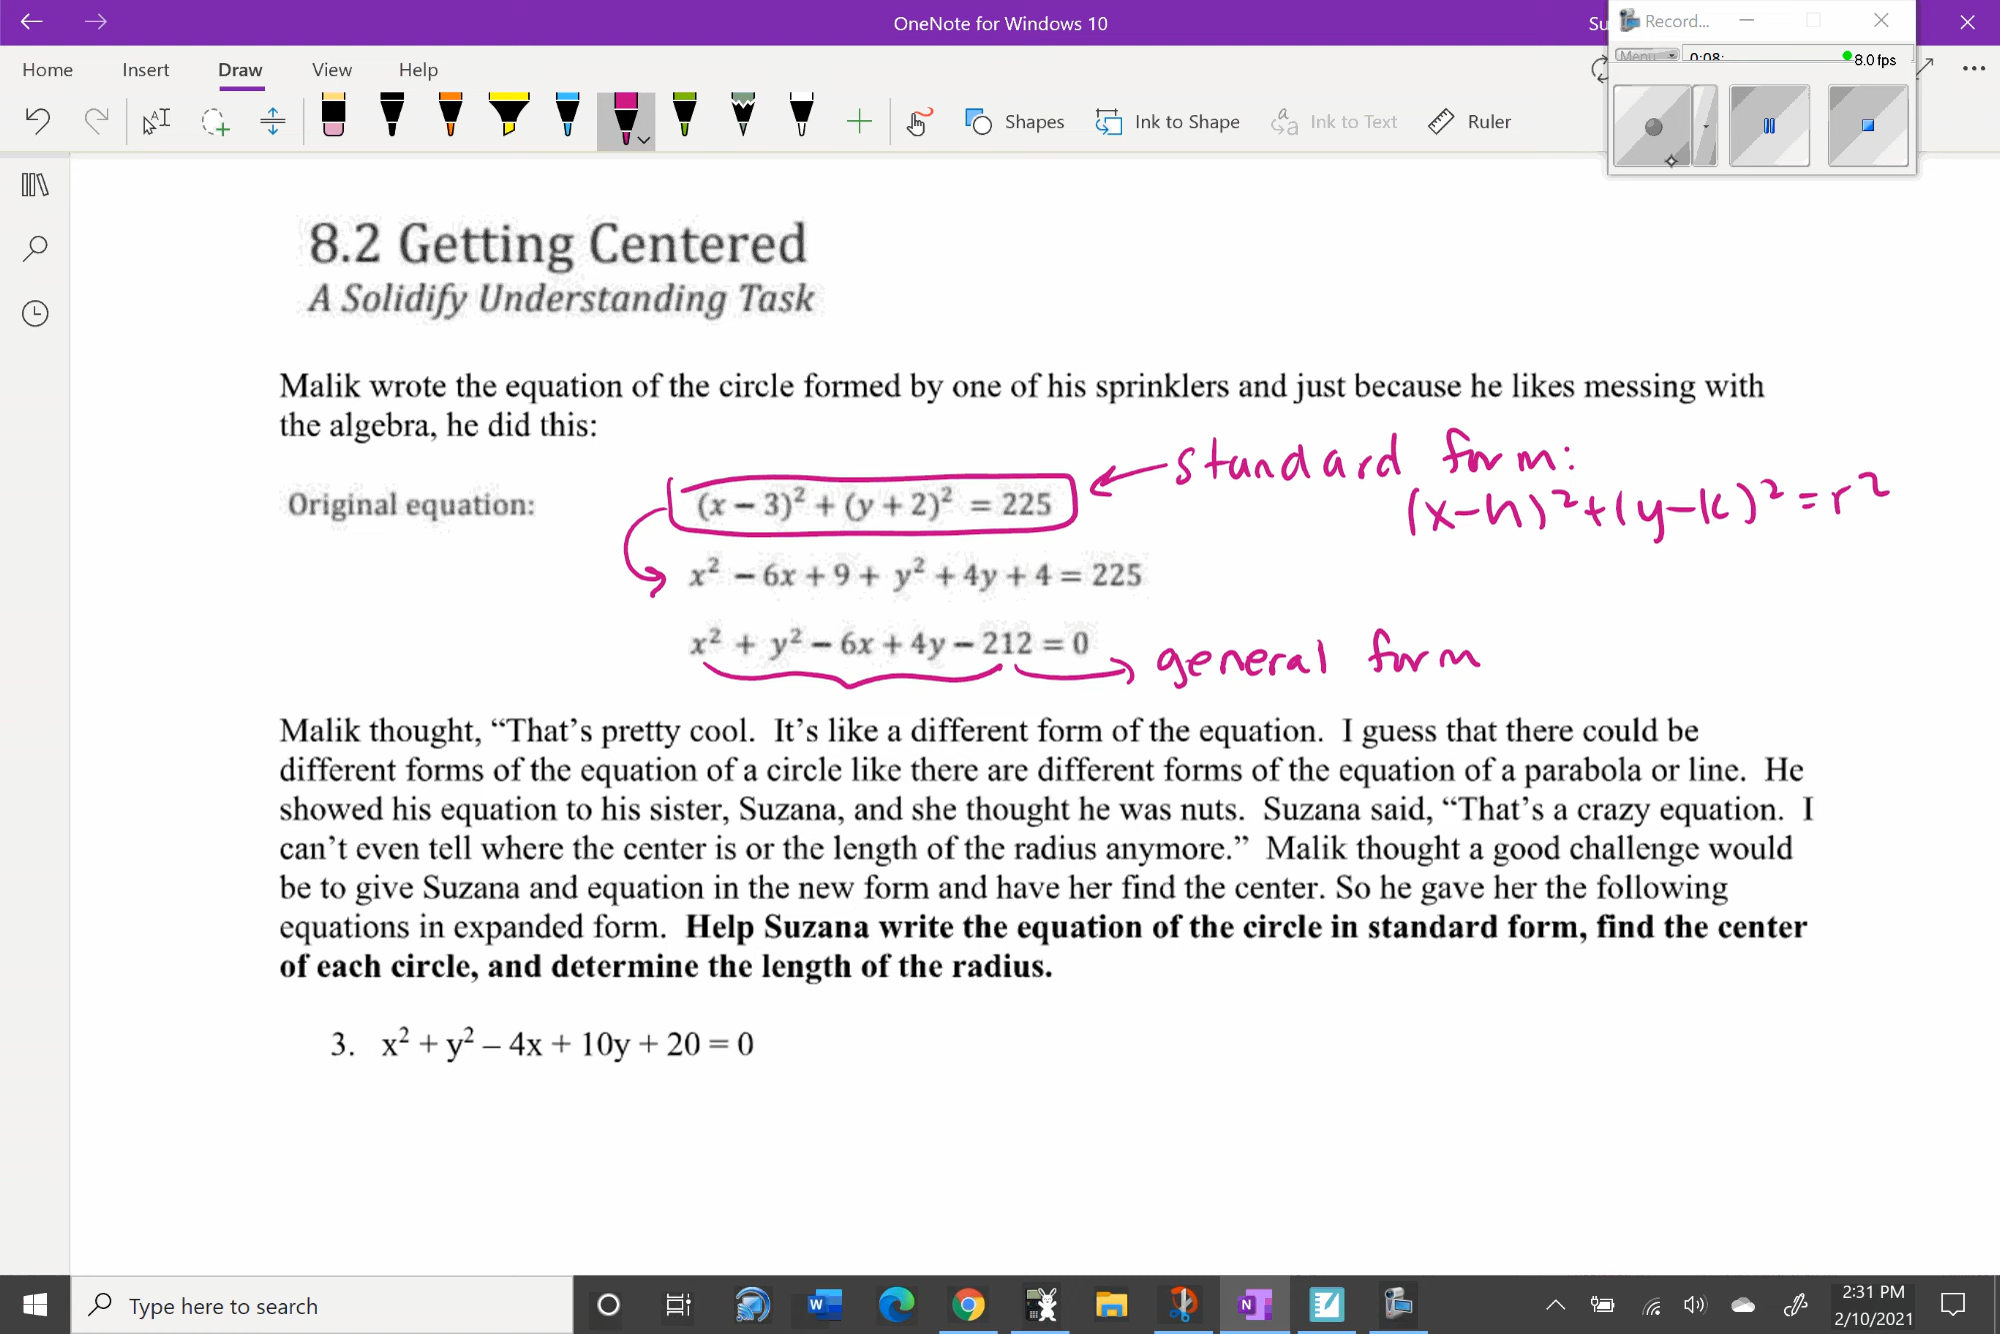 OneNote for Windows 10
Su
Record...
Home Insert Draw View Help
Menu 0:08: 8.0 fps
Shapes Ink to Shape Ink to Text Ruler
8.2 Getting Centered
A Solidify Understanding Task
Malik wrote the equation of the circle formed by one of his sprinklers and just because he likes messing with
the algebra, he did this:
standard form:
Original equation: (x − 3)² + (y + 2)² = 225
(x−h)²+(y−k)²=r²
x² − 6x + 9 + y² + 4y + 4 = 225
x² + y² − 6x + 4y − 212 = 0
general form
Malik thought, “That’s pretty cool. It’s like a different form of the equation. I guess that there could be
different forms of the equation of a circle like there are different forms of the equation of a parabola or line. He
showed his equation to his sister, Suzana, and she thought he was nuts. Suzana said, “That’s a crazy equation. I
can’t even tell where the center is or the length of the radius anymore.” Malik thought a good challenge would
be to give Suzana and equation in the new form and have her find the center. So he gave her the following
equations in expanded form. Help Suzana write the equation of the circle in standard form, find the center
of each circle, and determine the length of the radius.
3. x² + y² – 4x + 10y + 20 = 0
Type here to search
2:31 PM
2/10/2021